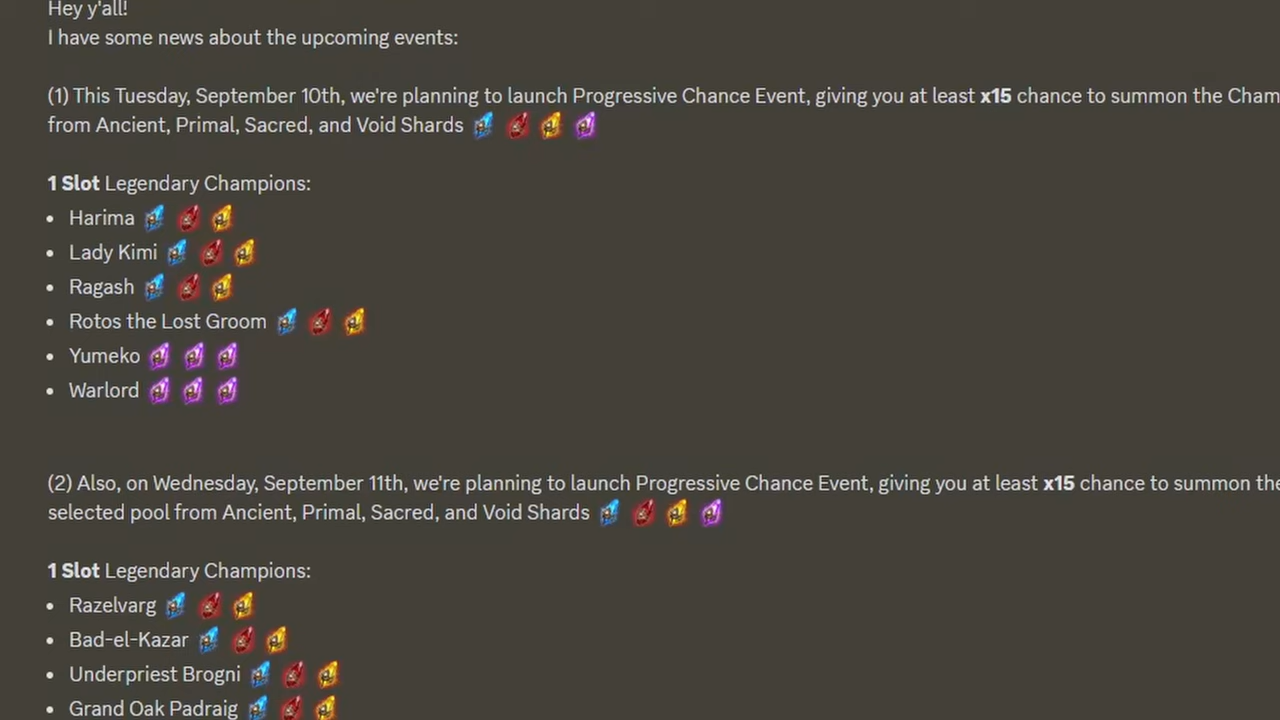 Hey y'all!
I have some news about the upcoming events:
(1) This Tuesday, September 10th, we're planning to launch Progressive Chance Event, giving you at least x15 chance to summon the Cham
from Ancient, Primal, Sacred, and Void Shards
1 Slot Legendary Champions:
• Harima
• Lady Kimi
• Ragash
• Rotos the Lost Groom
• Yumeko
• Warlord
(2) Also, on Wednesday, September 11th, we're planning to launch Progressive Chance Event, giving you at least x15 chance to summon the
selected pool from Ancient, Primal, Sacred, and Void Shards
1 Slot Legendary Champions:
• Razelvarg
• Bad-el-Kazar
• Underpriest Brogni
• Grand Oak Padraig